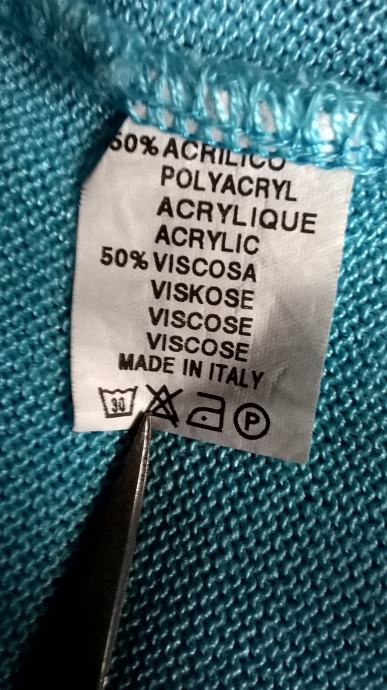 50% ACRILICO
POLYACRYL
ACRYLIQUE
ACRYLIC
50% VISCOSA
VISKOSE
VISCOSE
VISCOSE
MADE IN ITALY
30 P